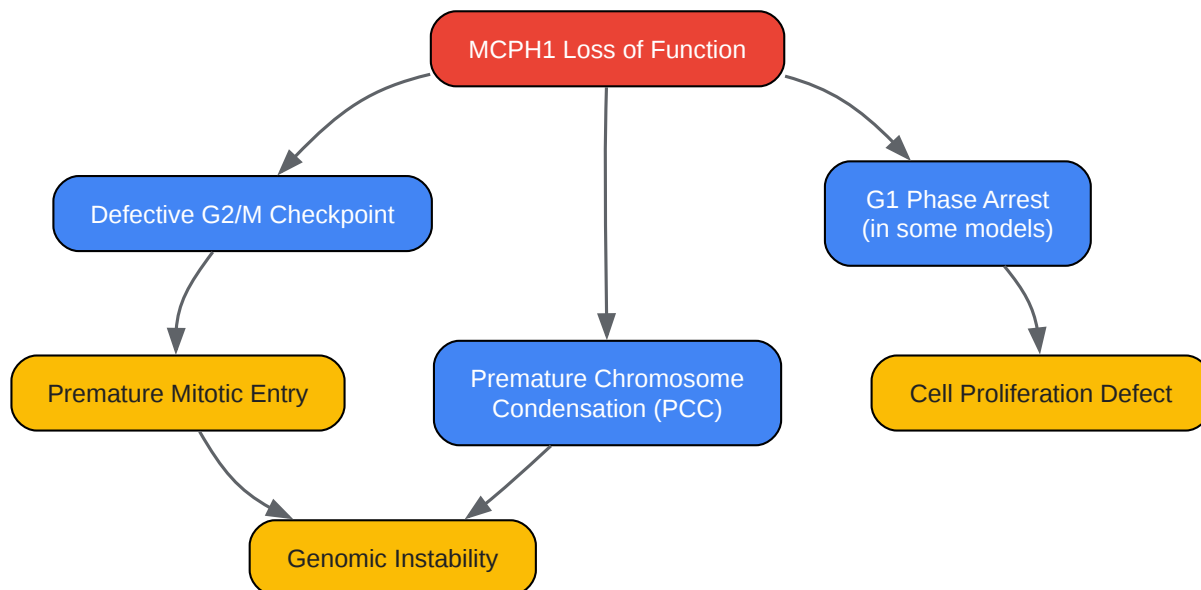 MCPH1 Loss of Function
Defective G2/M Checkpoint
G1 Phase Arrest
(in some models)
Premature Mitotic Entry
Premature Chromosome
Condensation (PCC)
Cell Proliferation Defect
Genomic Instability